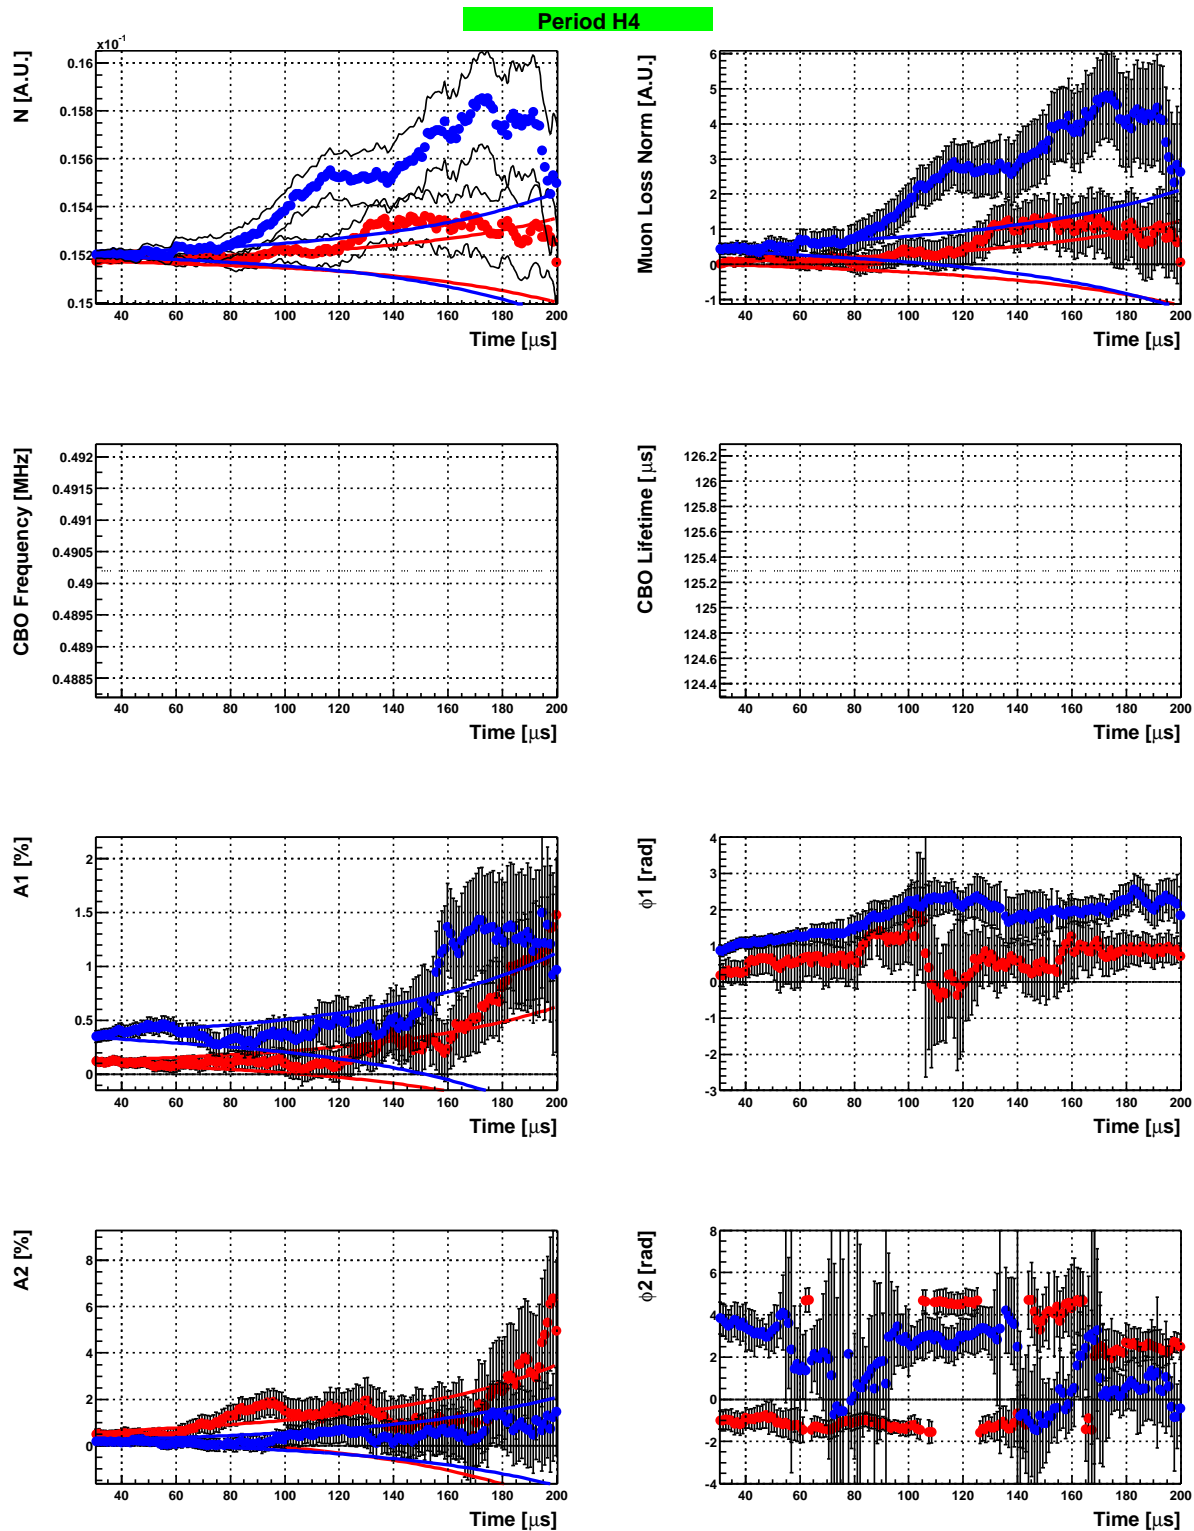 Period H4
N [A.U.]
x10⁻¹
0.16
0.158
0.156
0.154
0.152
0.15
40 60 80 100 120 140 160 180 200
Time [μs]
Muon Loss Norm [A.U.]
6
5
4
3
2
1
0
-1
40 60 80 100 120 140 160 180 200
Time [μs]
CBO Frequency [MHz]
0.492
0.4915
0.491
0.4905
0.49
0.4895
0.489
0.4885
40 60 80 100 120 140 160 180 200
Time [μs]
CBO Lifetime [μs]
126.2
126
125.8
125.6
125.4
125.2
125
124.8
124.6
124.4
40 60 80 100 120 140 160 180 200
Time [μs]
A1 [%]
2
1.5
1
0.5
0
40 60 80 100 120 140 160 180 200
Time [μs]
ϕ1 [rad]
4
3
2
1
0
-1
-2
-3
40 60 80 100 120 140 160 180 200
Time [μs]
A2 [%]
8
6
4
2
0
40 60 80 100 120 140 160 180 200
Time [μs]
ϕ2 [rad]
8
6
4
2
0
-2
-4
40 60 80 100 120 140 160 180 200
Time [μs]